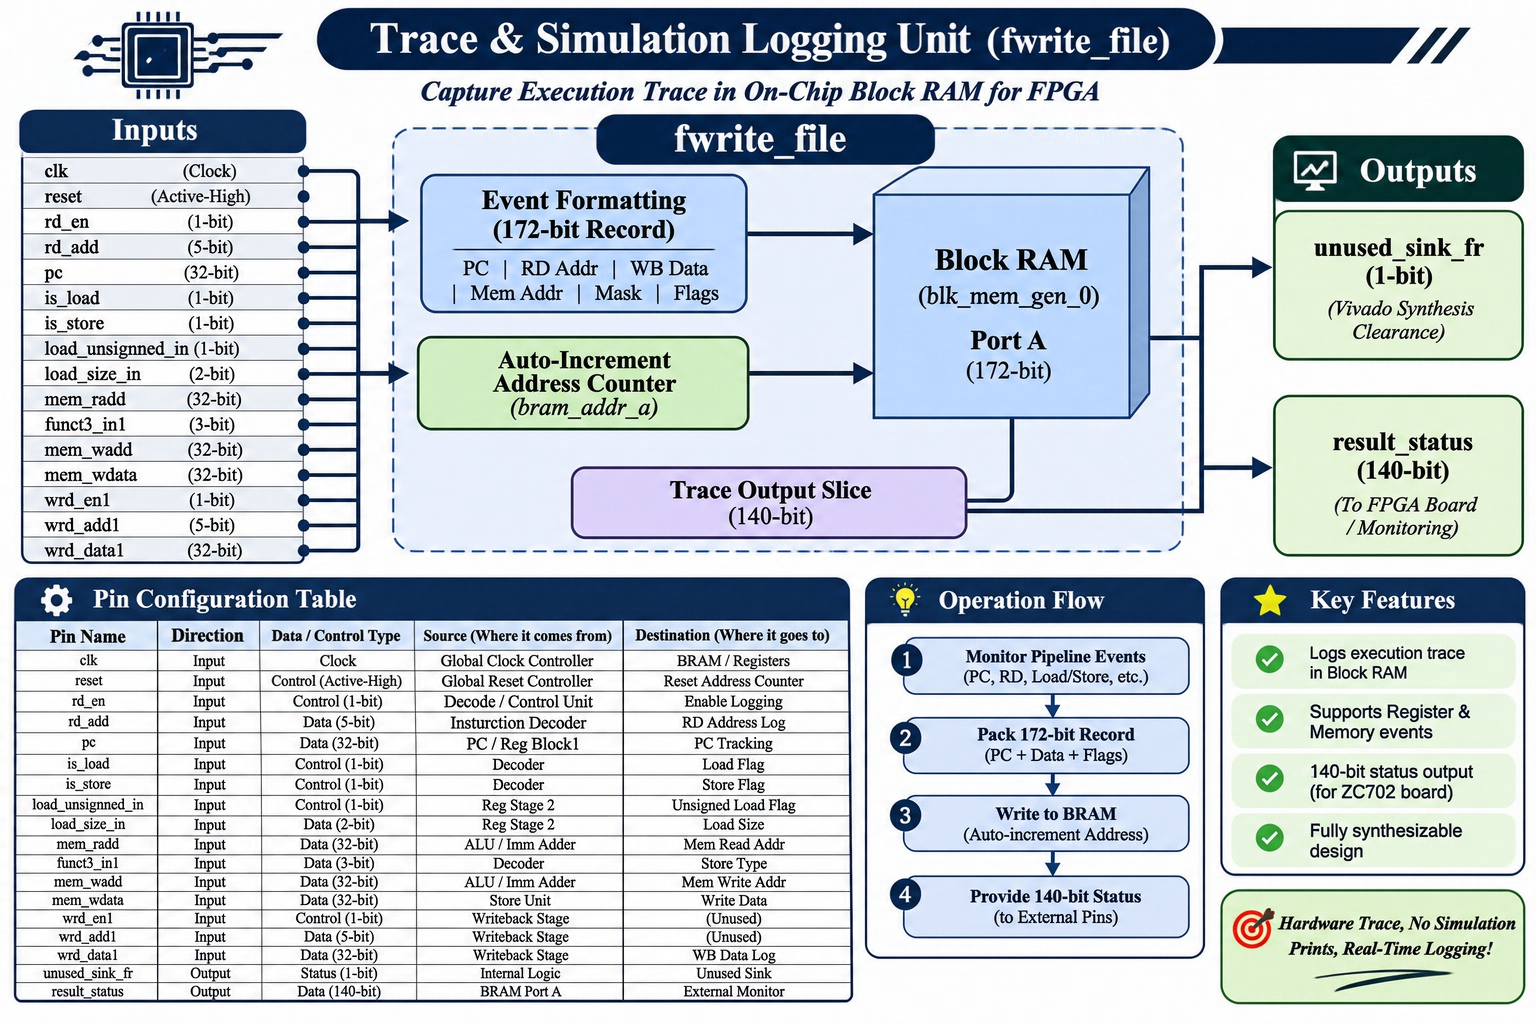 Trace & Simulation Logging Unit (fwrite_file)
Capture Execution Trace in On-Chip Block RAM for FPGA
Inputs
clk (Clock)
reset (Active-High)
rd_en (1-bit)
rd_add (5-bit)
pc (32-bit)
is_load (1-bit)
is_store (1-bit)
load_unsignned_in (1-bit)
load_size_in (2-bit)
mem_radd (32-bit)
funct3_in1 (3-bit)
mem_wadd (32-bit)
mem_wdata (32-bit)
wrd_en1 (1-bit)
wrd_add1 (5-bit)
wrd_data1 (32-bit)
fwrite_file
Event Formatting
(172-bit Record)
PC | RD Addr | WB Data
| Mem Addr | Mask | Flags
Auto-Increment
Address Counter
(bram_addr_a)
Block RAM
(blk_mem_gen_0)
Port A
(172-bit)
Trace Output Slice
(140-bit)
Outputs
unused_sink_fr
(1-bit)
(Vivado Synthesis
Clearance)
result_status
(140-bit)
(To FPGA Board
/ Monitoring)
Pin Configuration Table
Pin Name Direction Data / Control Type Source (Where it comes from) Destination (Where it goes to)
clk Input Clock Global Clock Controller BRAM / Registers
reset Input Control (Active-High) Global Reset Controller Reset Address Counter
rd_en Input Control (1-bit) Decode / Control Unit Enable Logging
rd_add Input Data (5-bit) Insturction Decoder RD Address Log
pc Input Data (32-bit) PC / Reg Block1 PC Tracking
is_load Input Control (1-bit) Decoder Load Flag
is_store Input Control (1-bit) Decoder Store Flag
load_unsignned_in Input Control (1-bit) Reg Stage 2 Unsigned Load Flag
load_size_in Input Data (2-bit) Reg Stage 2 Load Size
mem_radd Input Data (32-bit) ALU / Imm Adder Mem Read Addr
funct3_in1 Input Data (3-bit) Decoder Store Type
mem_wadd Input Data (32-bit) ALU / Imm Adder Mem Write Addr
mem_wdata Input Data (32-bit) Store Unit Write Data
wrd_en1 Input Control (1-bit) Writeback Stage (Unused)
wrd_add1 Input Data (5-bit) Writeback Stage (Unused)
wrd_data1 Input Data (32-bit) Writeback Stage WB Data Log
unused_sink_fr Output Status (1-bit) Internal Logic Unused Sink
result_status Output Data (140-bit) BRAM Port A External Monitor
Operation Flow
1 Monitor Pipeline Events
(PC, RD, Load/Store, etc.)
2 Pack 172-bit Record
(PC + Data + Flags)
3 Write to BRAM
(Auto-increment Address)
4 Provide 140-bit Status
(to External Pins)
Key Features
Logs execution trace
in Block RAM
Supports Register &
Memory events
140-bit status output
(for ZC702 board)
Fully synthesizable
design
Hardware Trace, No Simulation
Prints, Real-Time Logging!